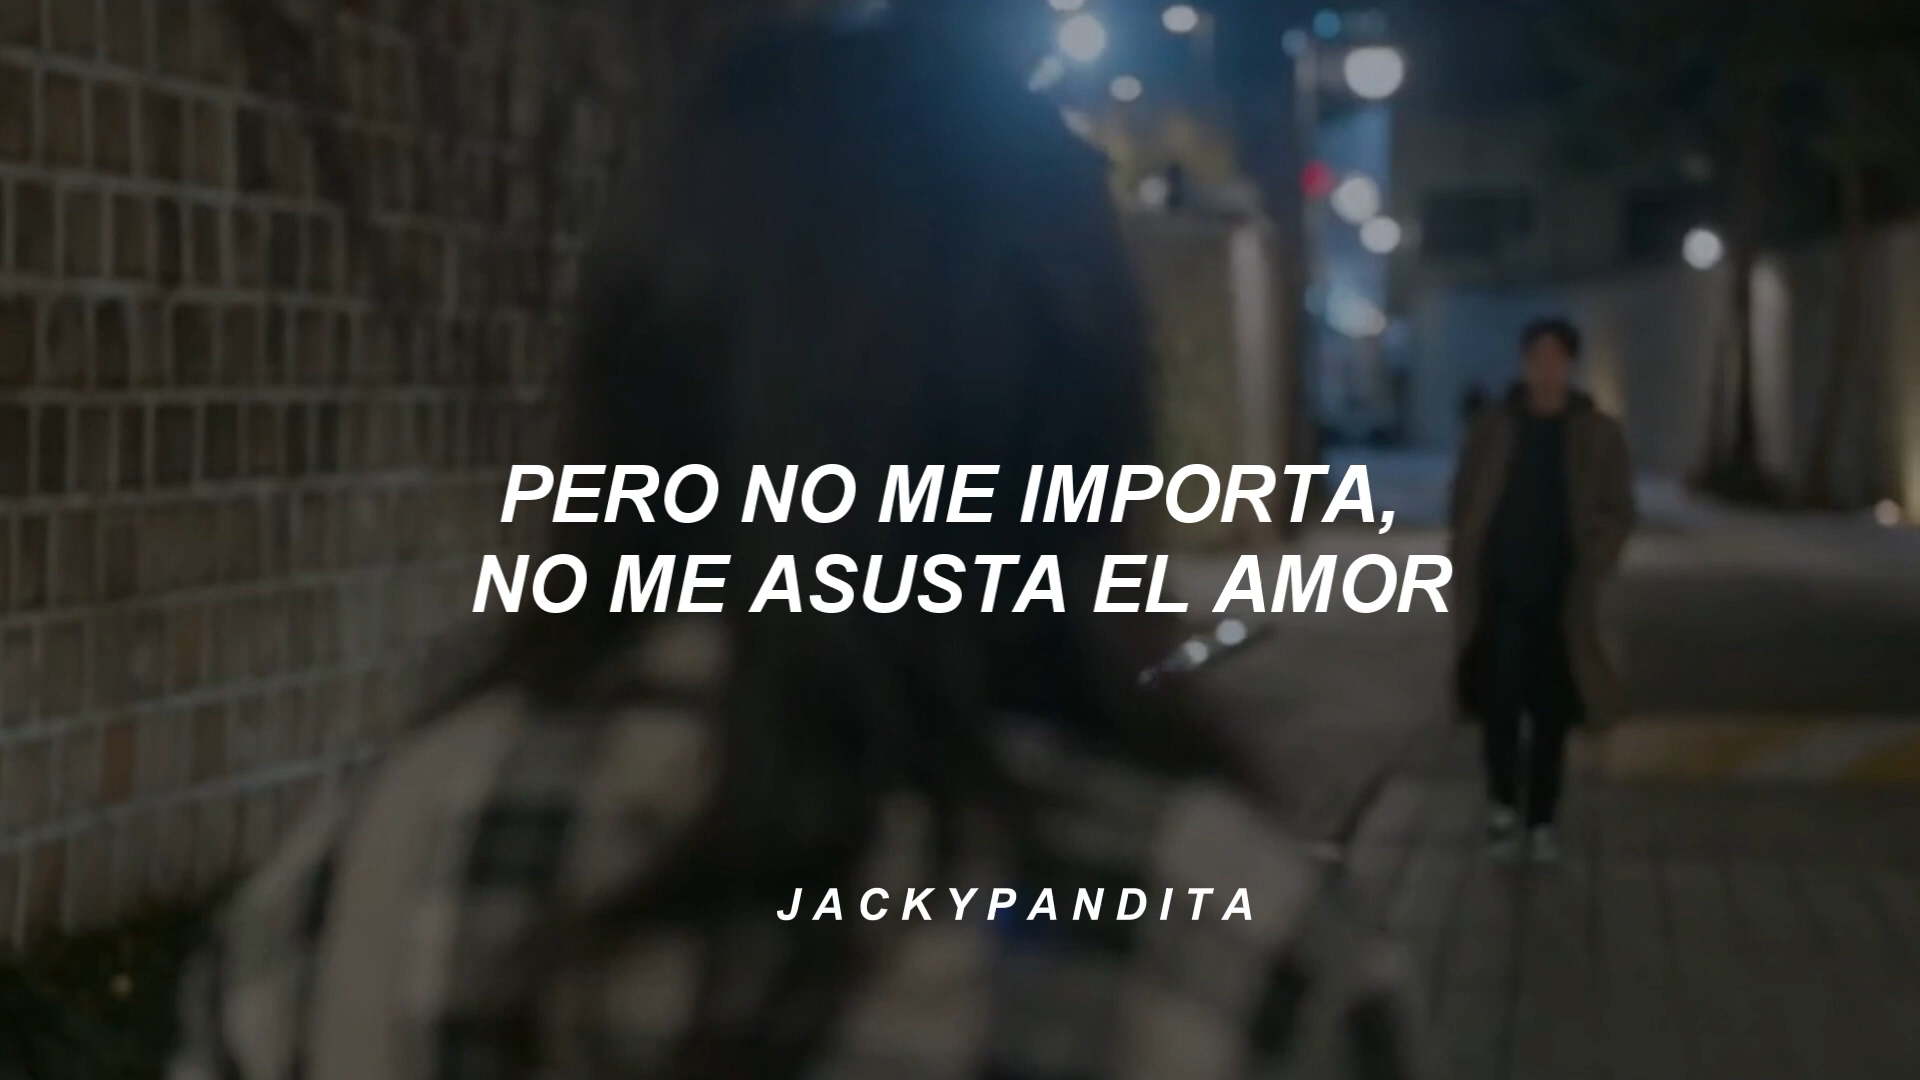 PERO NO ME IMPORTA,
NO ME ASUSTA EL AMOR
JACKYPANDITA